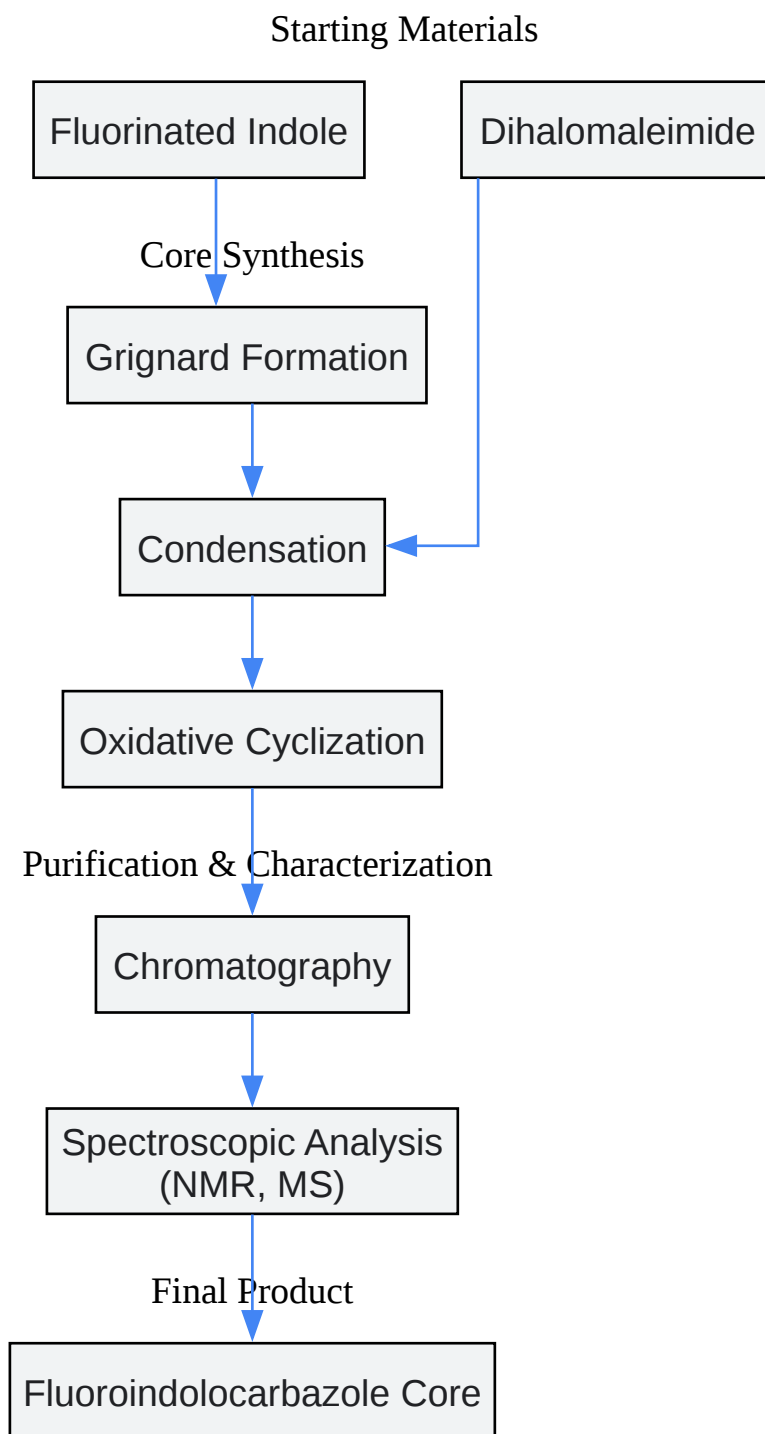 Starting Materials
Fluorinated Indole
Dihalomaleimide
Core Synthesis
Grignard Formation
Condensation
Oxidative Cyclization
Purification & Characterization
Chromatography
Spectroscopic Analysis
(NMR, MS)
Final Product
Fluoroindolocarbazole Core